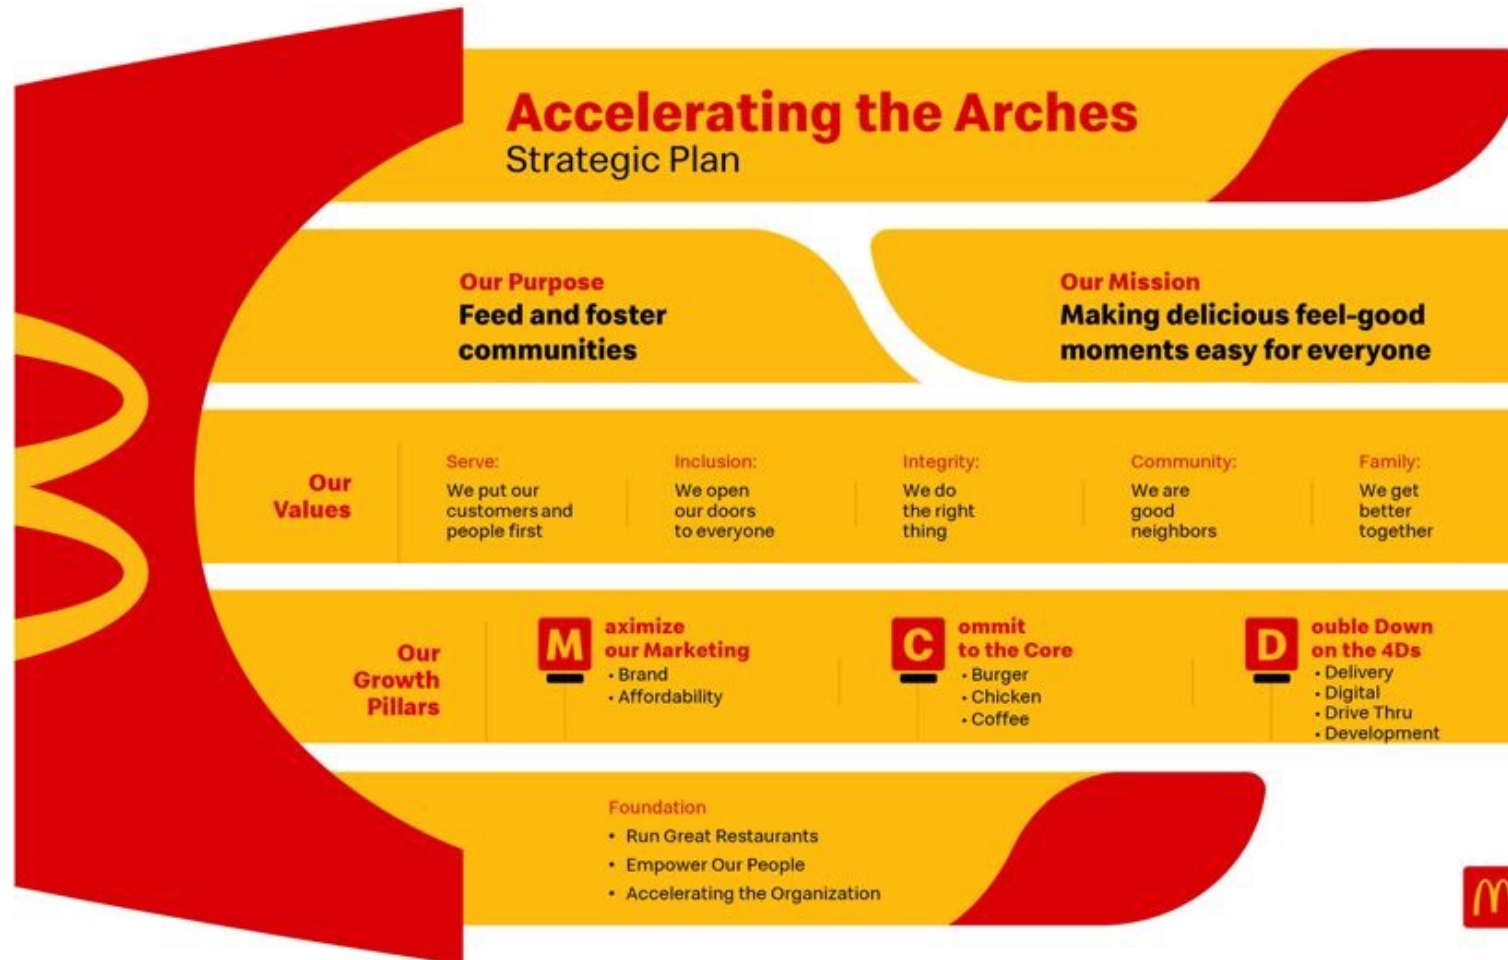 Accelerating the Arches
Strategic Plan
Our Purpose
Feed and foster
communities
Our Mission
Making delicious feel-good
moments easy for everyone
Our
Values
Serve:
We put our
customers and
people first
Inclusion:
We open
our doors
to everyone
Integrity:
We do
the right
thing
Community:
We are
good
neighbors
Family:
We get
better
together
Our
Growth
Pillars
Maximize
our Marketing
• Brand
• Affordability
Commit
to the Core
• Burger
• Chicken
• Coffee
Double Down
on the 4Ds
• Delivery
• Digital
• Drive Thru
• Development
Foundation
• Run Great Restaurants
• Empower Our People
• Accelerating the Organization